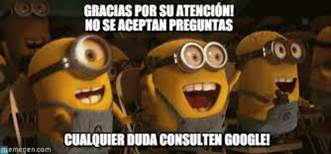 GRACIAS POR SU ATENCIÓN!
NO SE ACEPTAN PREGUNTAS
CUALQUIER DUDA CONSULTEN GOOGLE!
memegen.com